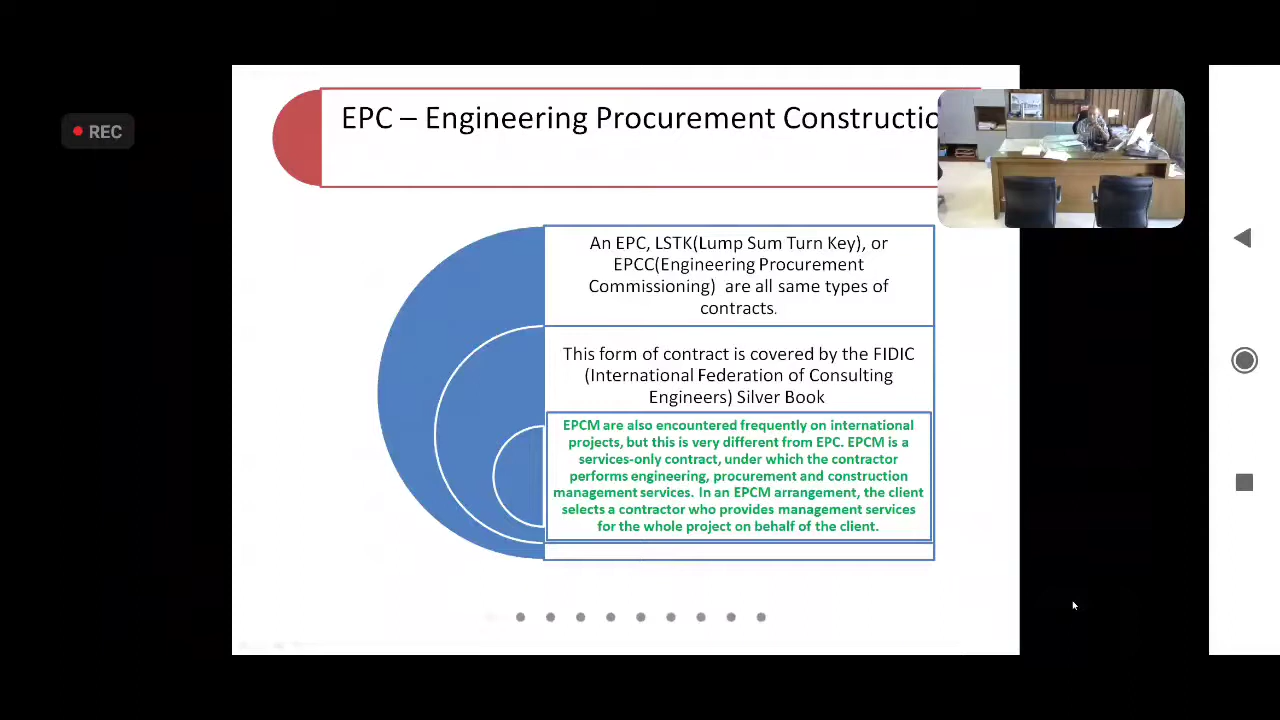 REC
EPC – Engineering Procurement Constructio
An EPC, LSTK(Lump Sum Turn Key), or
EPCC(Engineering Procurement
Commissioning) are all same types of
contracts.
This form of contract is covered by the FIDIC
(International Federation of Consulting
Engineers) Silver Book
EPCM are also encountered frequently on international
projects, but this is very different from EPC. EPCM is a
services-only contract, under which the contractor
performs engineering, procurement and construction
management services. In an EPCM arrangement, the client
selects a contractor who provides management services
for the whole project on behalf of the client.